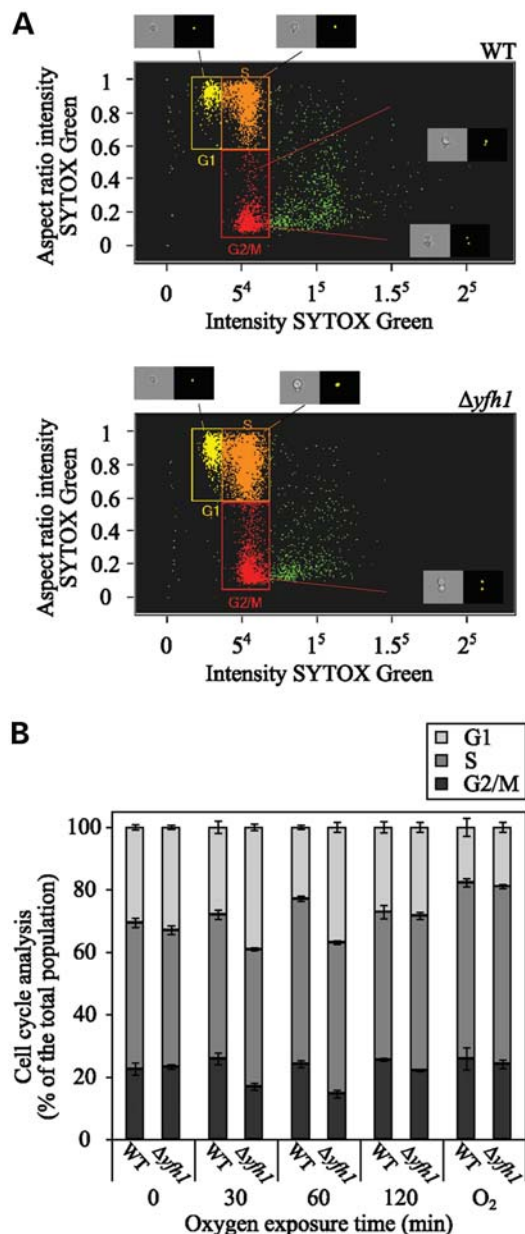 A
WT
Aspect ratio intensity
SYTOX Green
1
0.8
0.6
0.4
0.2
0
S
G1
G2/M
0
5⁴
1⁵
1.5⁵
2⁵
Intensity SYTOX Green
Δyfh1
Aspect ratio intensity
SYTOX Green
1
0.8
0.6
0.4
0.2
0
S
G1
G2/M
0
5⁴
1⁵
1.5⁵
2⁵
Intensity SYTOX Green
B
G1
S
G2/M
Cell cycle analysis
(% of the total population)
100
80
60
40
20
0
WT Δyfh1 WT Δyfh1 WT Δyfh1 WT Δyfh1 WT Δyfh1
0 30 60 120 O₂
Oxygen exposure time (min)